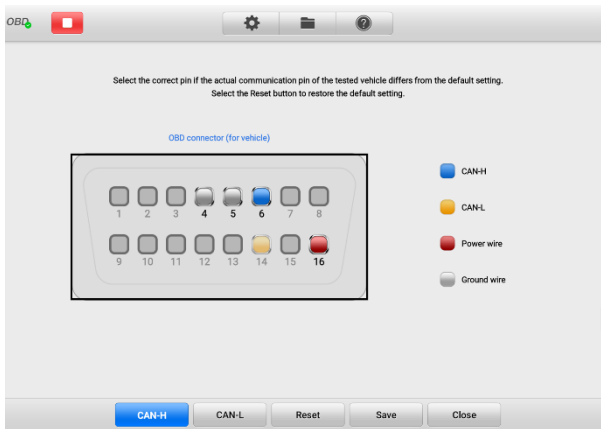 OBD
Select the correct pin if the actual communication pin of the tested vehicle differs from the default setting.
Select the Reset button to restore the default setting.
OBD connector (for vehicle)
1 2 3 4 5 6 7 8
9 10 11 12 13 14 15 16
CAN-H
CAN-L
Power wire
Ground wire
CAN-H CAN-L Reset Save Close